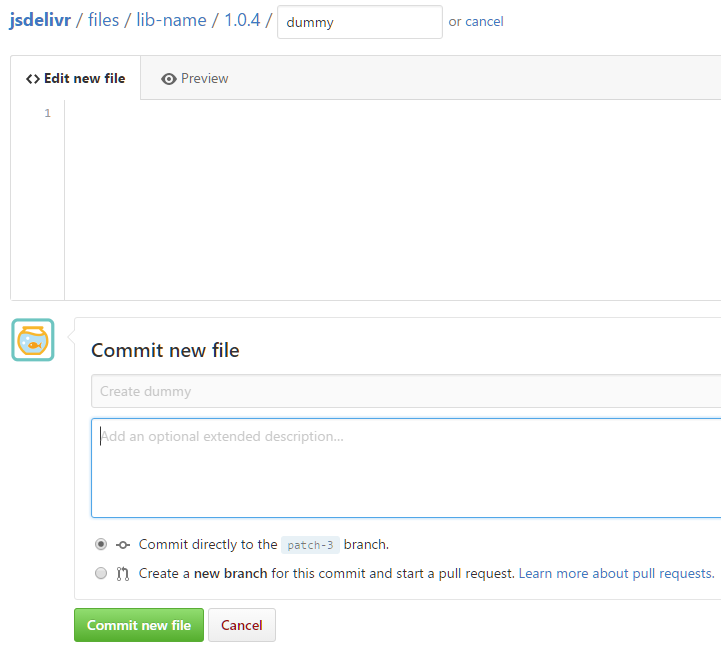 jsdelivr / files / lib-name / 1.0.4 / dummy or cancel
<> Edit new file Preview
1
Commit new file
Create dummy
Add an optional extended description...
Commit directly to the patch-3 branch.
Create a new branch for this commit and start a pull request. Learn more about pull requests.
Commit new file Cancel